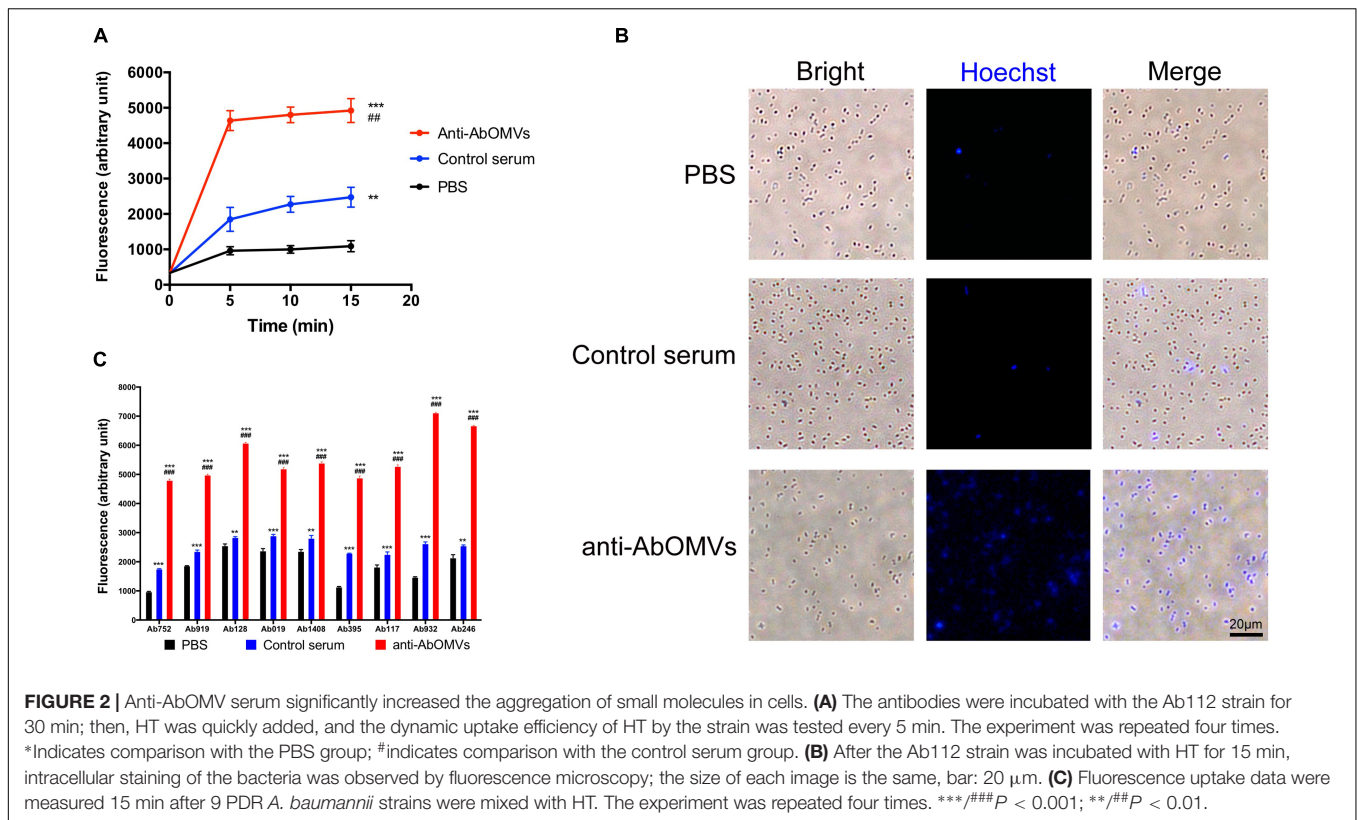 A
6000
5000
4000
3000
2000
1000
0
Fluorescence (arbitrary unit)
0 5 10 15 20
Time (min)
***
##
**
Anti-AbOMVs
Control serum
PBS
B
Bright Hoechst Merge
PBS
Control serum
anti-AbOMVs
20μm
C
8000
7000
6000
5000
4000
3000
2000
1000
0
Fluorescence (arbitrary unit)
*** *** ###
*** *** ###
** *** ###
*** *** ###
** *** ###
*** *** ###
*** *** ###
*** *** ###
** *** ###
Ab752 Ab919 Ab128 Ab019 Ab1408 Ab395 Ab117 Ab932 Ab246
PBS Control serum anti-AbOMVs
FIGURE 2 | Anti-AbOMV serum significantly increased the aggregation of small molecules in cells. (A) The antibodies were incubated with the Ab112 strain for
30 min; then, HT was quickly added, and the dynamic uptake efficiency of HT by the strain was tested every 5 min. The experiment was repeated four times.
*Indicates comparison with the PBS group; #indicates comparison with the control serum group. (B) After the Ab112 strain was incubated with HT for 15 min,
intracellular staining of the bacteria was observed by fluorescence microscopy; the size of each image is the same, bar: 20 μm. (C) Fluorescence uptake data were
measured 15 min after 9 PDR A. baumannii strains were mixed with HT. The experiment was repeated four times. ***/###P < 0.001; **/##P < 0.01.